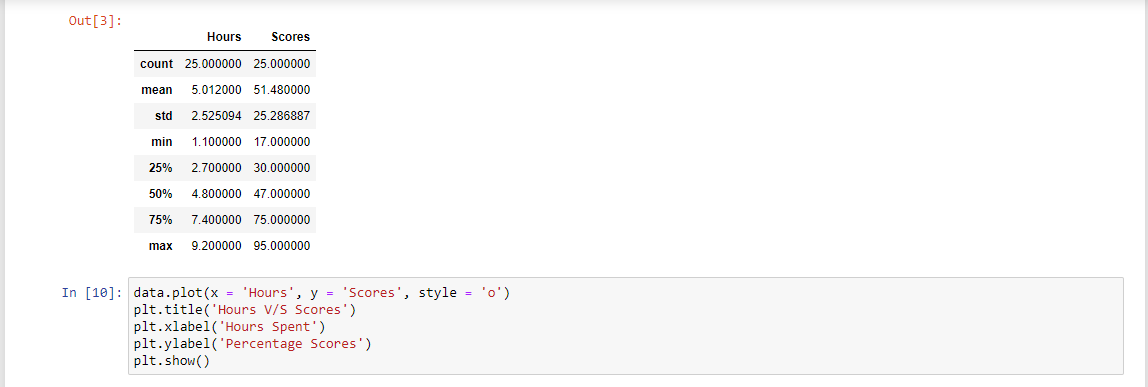 Out[3]:
Hours Scores
count 25.000000 25.000000
mean 5.012000 51.480000
std 2.525094 25.286887
min 1.100000 17.000000
25% 2.700000 30.000000
50% 4.800000 47.000000
75% 7.400000 75.000000
max 9.200000 95.000000
In [10]: data.plot(x = 'Hours', y = 'Scores', style = 'o')
plt.title('Hours V/S Scores')
plt.xlabel('Hours Spent')
plt.ylabel('Percentage Scores')
plt.show()